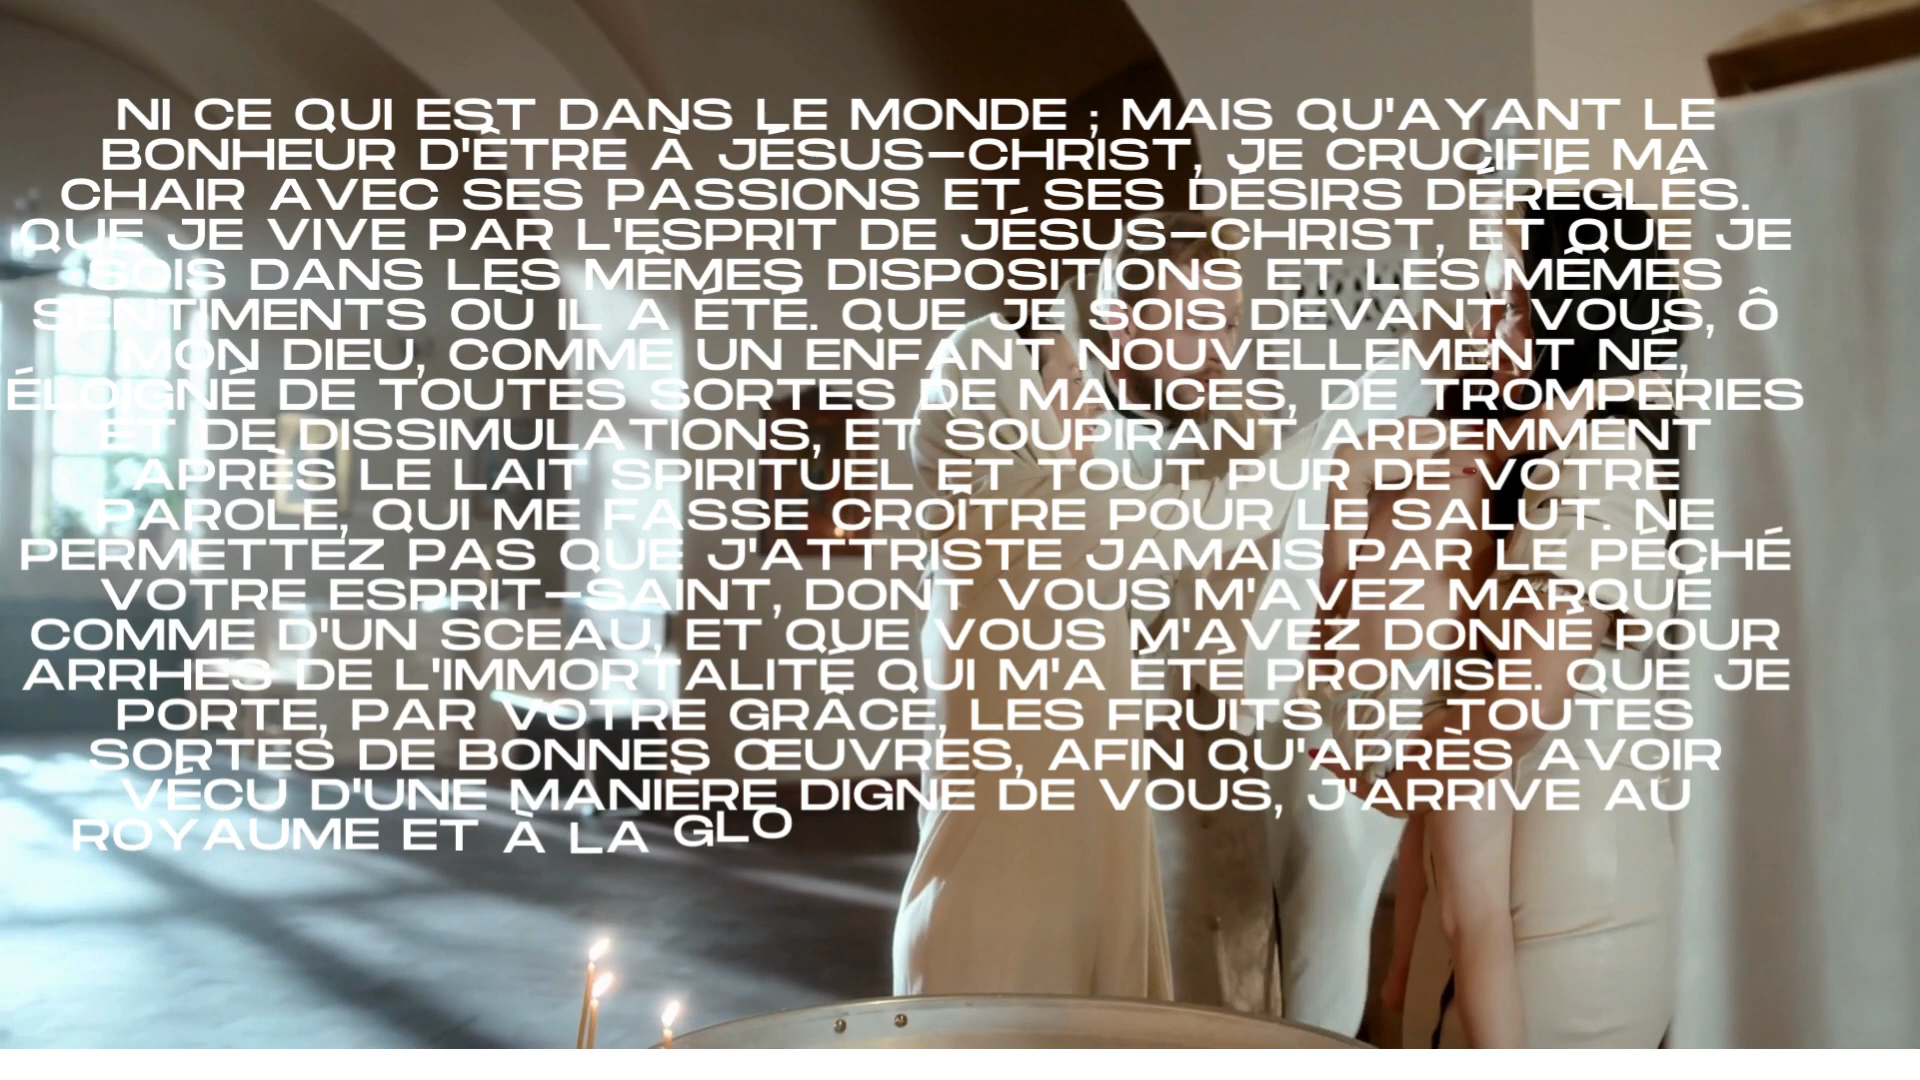 NI CE QUI EST DANS LE MONDE ; MAIS QU'AYANT LE
BONHEUR D'ÊTRE À JÉSUS-CHRIST, JE CRUCIFIE MA
CHAIR AVEC SES PASSIONS ET SES DÉSIRS DÉRÉGLÉS.
QUE JE VIVE PAR L'ESPRIT DE JÉSUS-CHRIST, ET QUE JE
SOIS DANS LES MÊMES DISPOSITIONS ET LES MÊMES
SENTIMENTS OÙ IL A ÉTÉ. QUE JE SOIS DEVANT VOUS, Ô
MON DIEU, COMME UN ENFANT NOUVELLEMENT NÉ,
ÉLOIGNÉ DE TOUTES SORTES DE MALICES, DE TROMPERIES
ET DE DISSIMULATIONS, ET SOUPIRANT ARDEMMENT
APRÈS LE LAIT SPIRITUEL ET TOUT PUR DE VOTRE
PAROLE, QUI ME FASSE CROÎTRE POUR LE SALUT. NE
PERMETTEZ PAS QUE J'ATTRISTE JAMAIS PAR LE PÉCHÉ
VOTRE ESPRIT-SAINT, DONT VOUS M'AVEZ MARQUÉ
COMME D'UN SCEAU, ET QUE VOUS M'AVEZ DONNÉ POUR
ARRHES DE L'IMMORTALITÉ QUI M'A ÉTÉ PROMISE. QUE JE
PORTE, PAR VOTRE GRÂCE, LES FRUITS DE TOUTES
SORTES DE BONNES ŒUVRES, AFIN QU'APRÈS AVOIR
VÉCU D'UNE MANIÈRE DIGNE DE VOUS, J'ARRIVE AU
ROYAUME ET À LA GLO